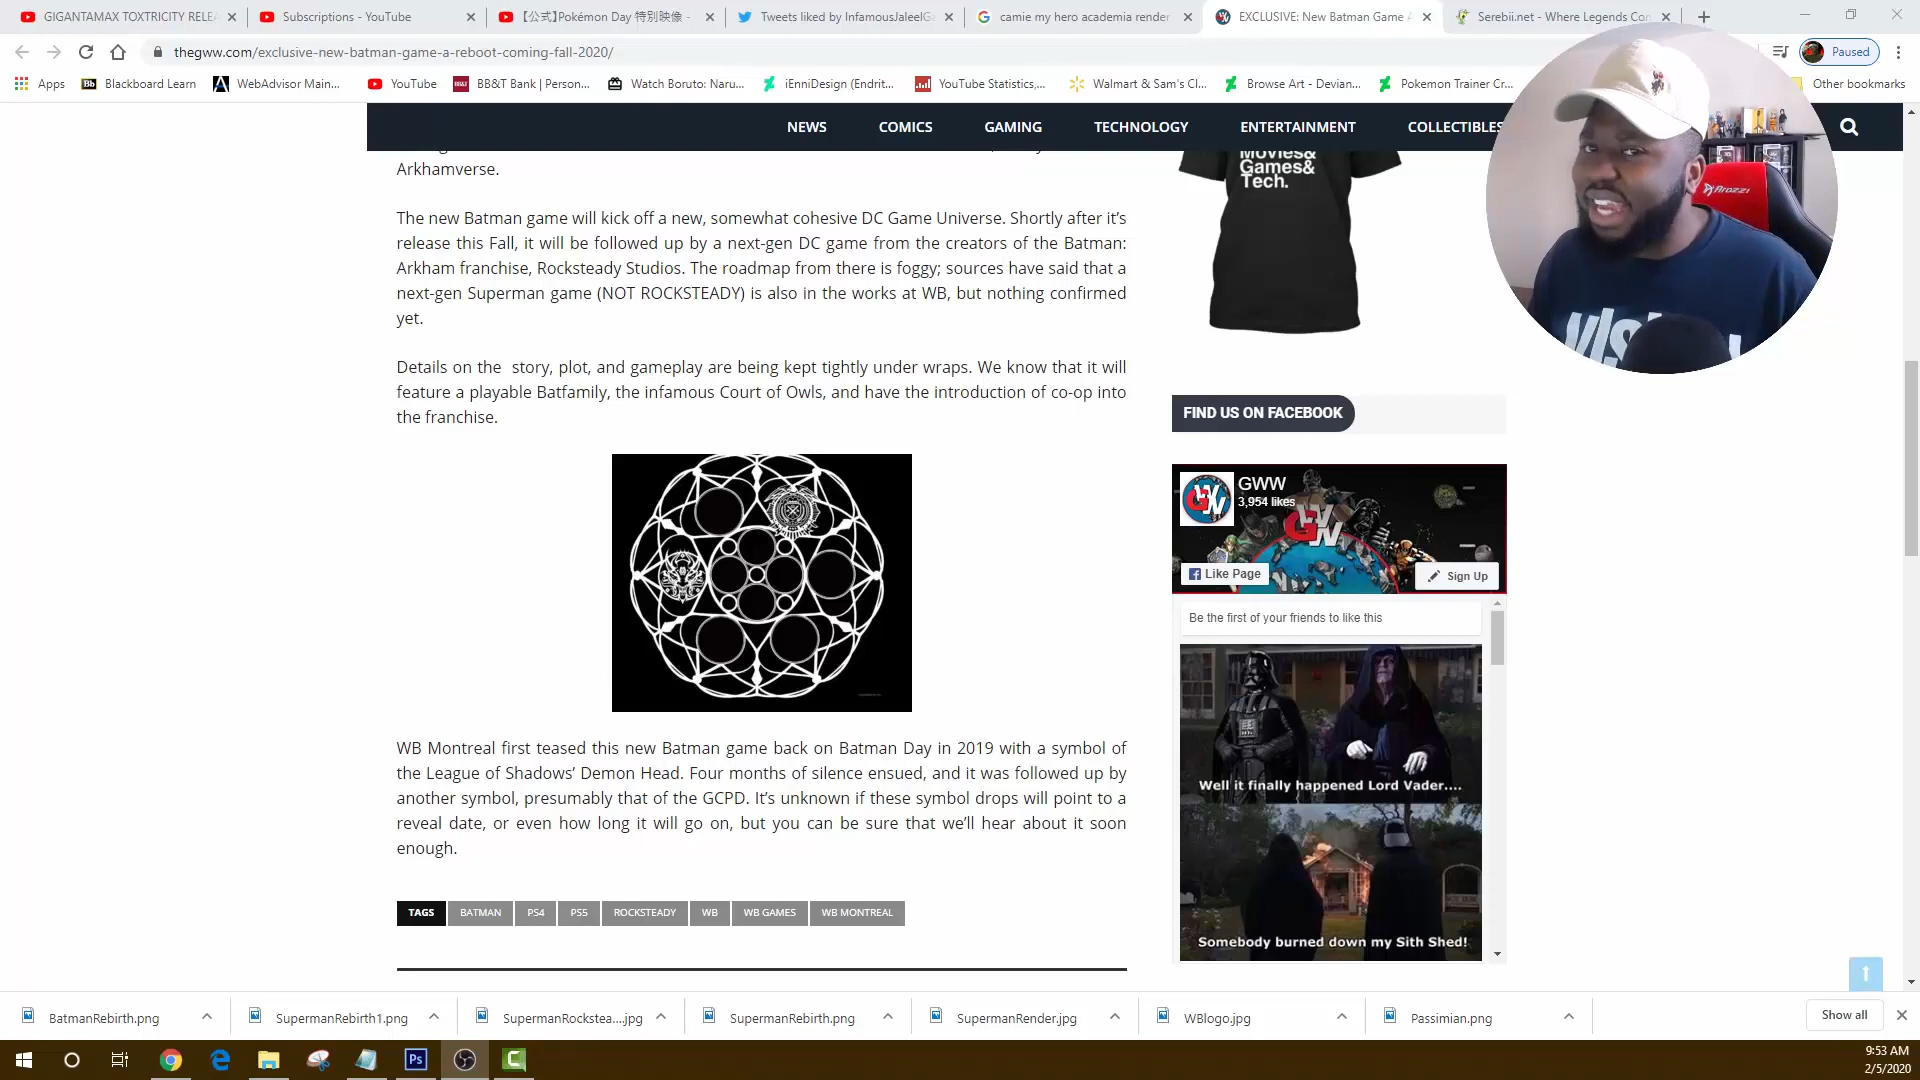 GIGANTAMAX TOXTRICITY RELEA
Subscriptions - YouTube
【公式】Pokémon Day 特別映像 -
Tweets liked by InfamousJaleelG
camie my hero academia render
EXCLUSIVE: New Batman Game A
Serebii.net - Where Legends Con
thegww.com/exclusive-new-batman-game-a-reboot-coming-fall-2020/
Paused
Apps
Blackboard Learn
WebAdvisor Main...
YouTube
BB&T Bank | Person...
Watch Boruto: Naru...
iEnniDesign (Endrit...
YouTube Statistics,...
Walmart & Sam's Cl...
Browse Art - Devian...
Pokemon Trainer Cr...
Other bookmarks
NEWS
COMICS
GAMING
TECHNOLOGY
ENTERTAINMENT
COLLECTIBLES
Arkhamverse.
The new Batman game will kick off a new, somewhat cohesive DC Game Universe. Shortly after it's
release this Fall, it will be followed up by a next-gen DC game from the creators of the Batman:
Arkham franchise, Rocksteady Studios. The roadmap from there is foggy; sources have said that a
next-gen Superman game (NOT ROCKSTEADY) is also in the works at WB, but nothing confirmed
yet.
Details on the story, plot, and gameplay are being kept tightly under wraps. We know that it will
feature a playable Batfamily, the infamous Court of Owls, and have the introduction of co-op into
the franchise.
WB Montreal first teased this new Batman game back on Batman Day in 2019 with a symbol of
the League of Shadows' Demon Head. Four months of silence ensued, and it was followed up by
another symbol, presumably that of the GCPD. It's unknown if these symbol drops will point to a
reveal date, or even how long it will go on, but you can be sure that we'll hear about it soon
enough.
TAGS
BATMAN
PS4
PS5
ROCKSTEADY
WB
WB GAMES
WB MONTREAL
Movies&
Games&
Tech.
AROZZI
FIND US ON FACEBOOK
GWW
3,954 likes
GWW
Like Page
Sign Up
Be the first of your friends to like this
Well it finally happened Lord Vader....
Somebody burned down my Sith Shed!
BatmanRebirth.png
SupermanRebirth1.png
SupermanRockstea....jpg
SupermanRebirth.png
SupermanRender.jpg
WBlogo.jpg
Passimian.png
Show all
Ps
9:53 AM
2/5/2020